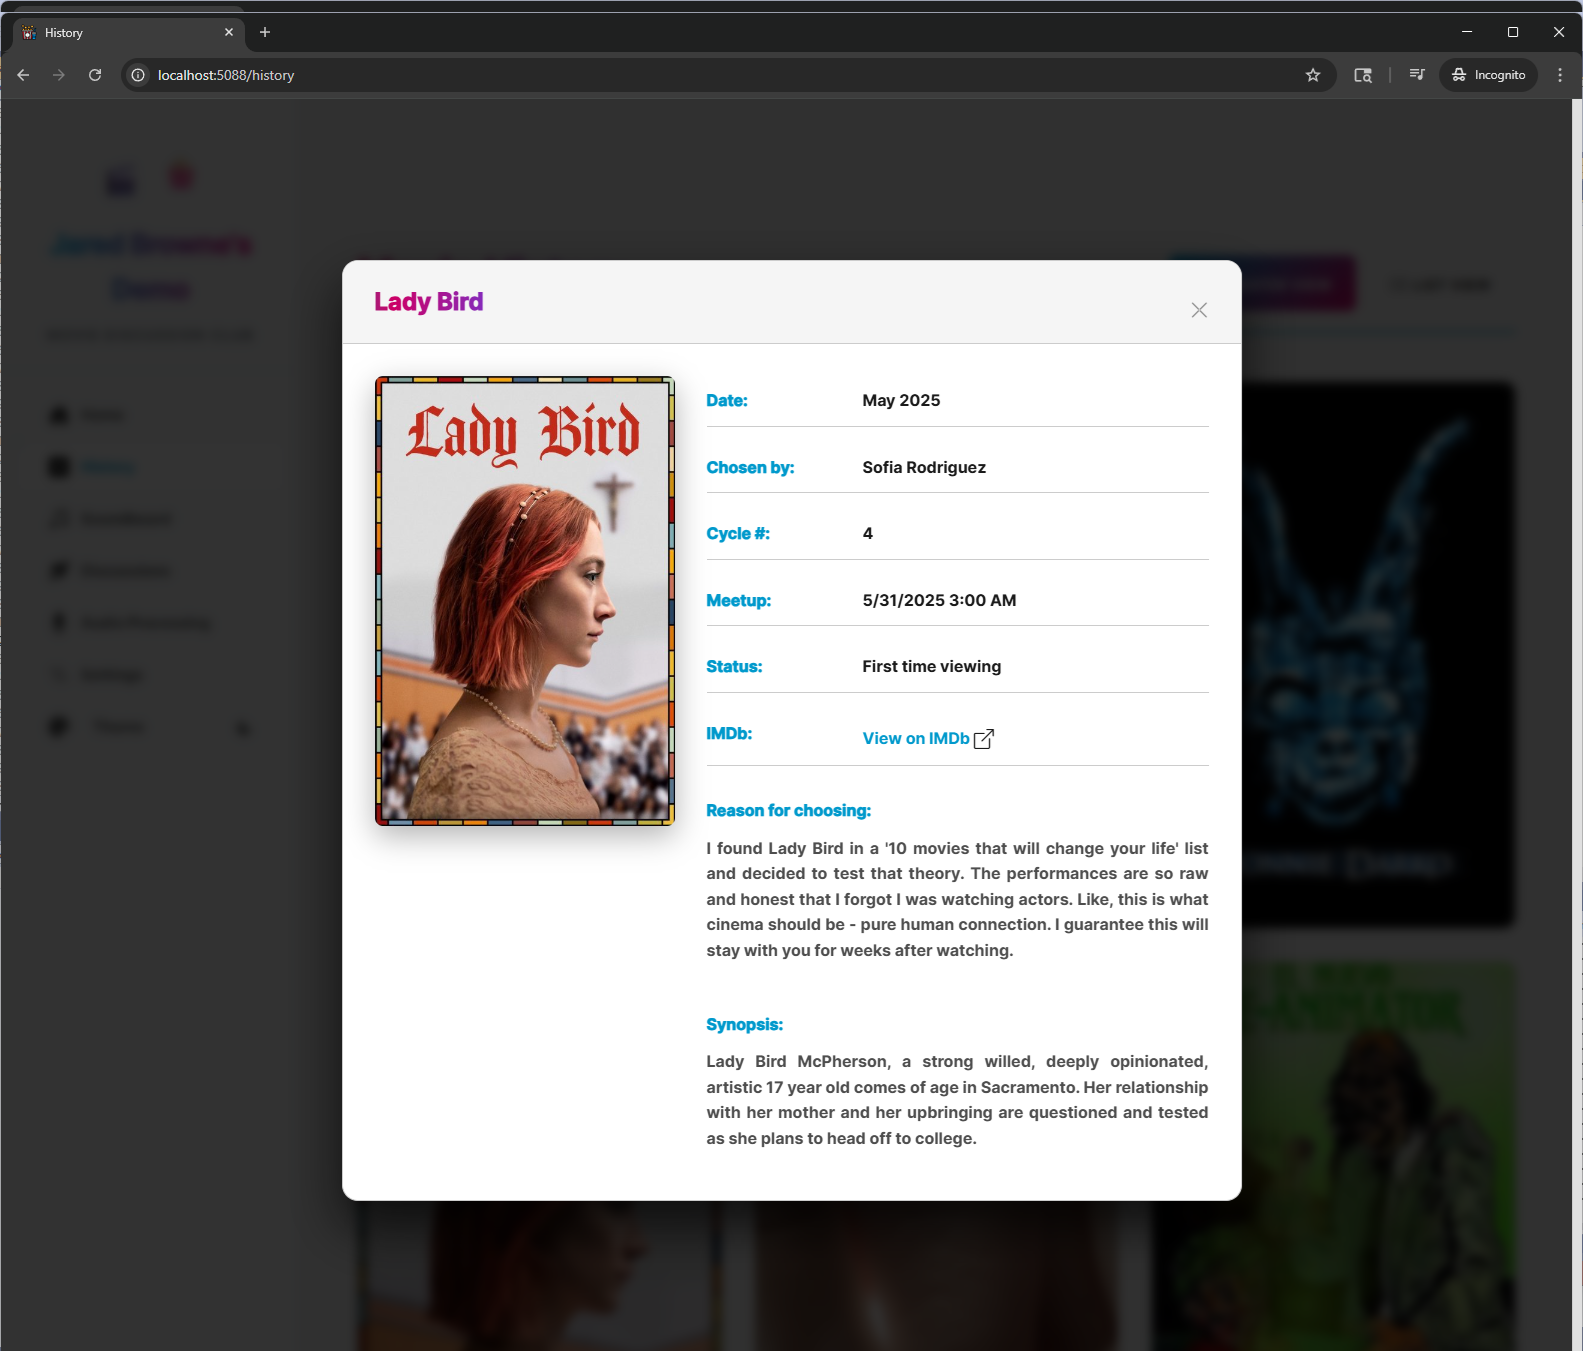 History
localhost:5088/history
Incognito
Jared Browne's
Demo
Lady Bird
Lady Bird
Date: May 2025
Chosen by: Sofia Rodriguez
Cycle #: 4
Meetup: 5/31/2025 3:00 AM
Status: First time viewing
IMDb: View on IMDb
Reason for choosing:
I found Lady Bird in a '10 movies that will change your life' list
and decided to test that theory. The performances are so raw
and honest that I forgot I was watching actors. Like, this is what
cinema should be - pure human connection. I guarantee this will
stay with you for weeks after watching.
Synopsis:
Lady Bird McPherson, a strong willed, deeply opinionated,
artistic 17 year old comes of age in Sacramento. Her relationship
with her mother and her upbringing are questioned and tested
as she plans to head off to college.